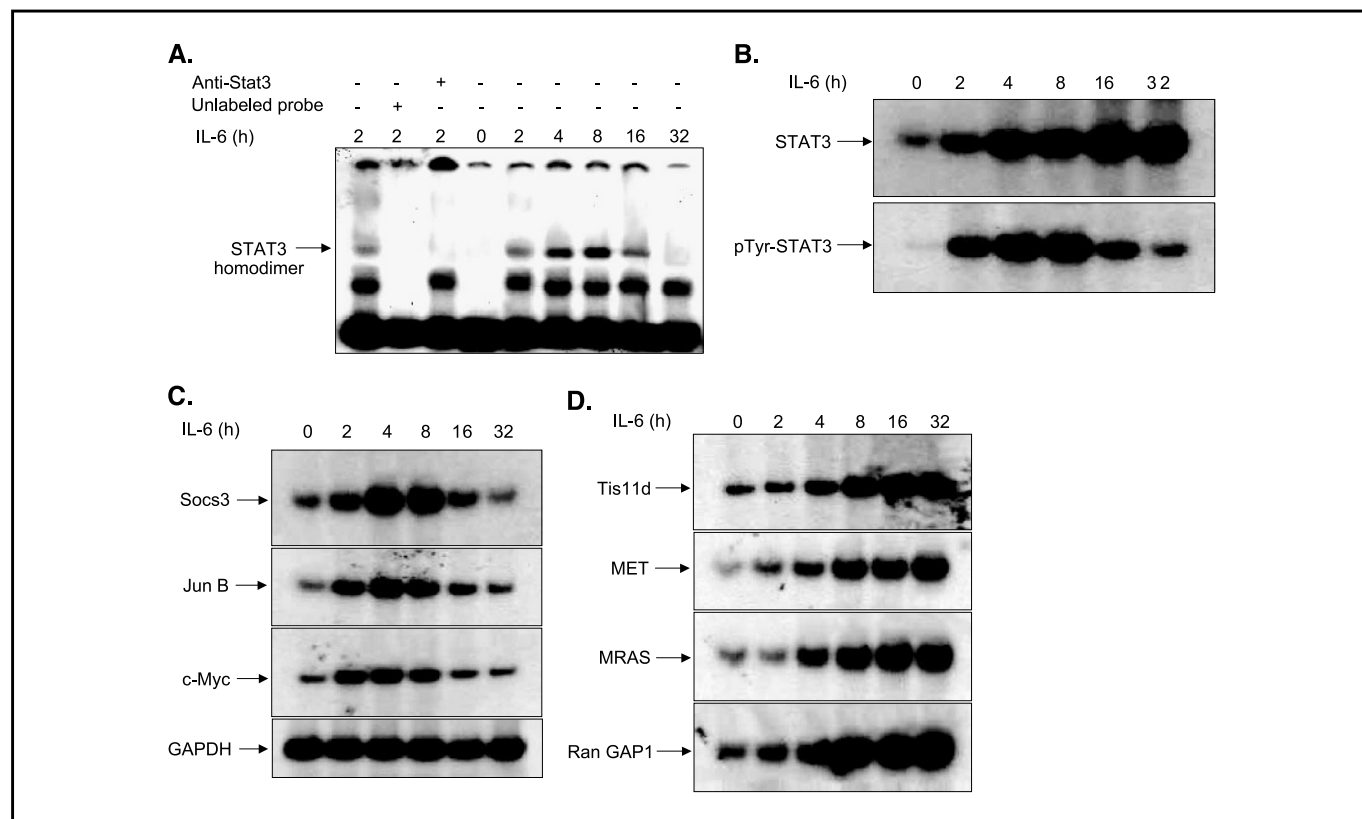 A.
Anti-Stat3 - - + - - - - - -
Unlabeled probe - + - - - - - - -
IL-6 (h) 2 2 2 0 2 4 8 16 32
STAT3
homodimer
B.
IL-6 (h) 0 2 4 8 16 32
STAT3
pTyr-STAT3
C.
IL-6 (h) 0 2 4 8 16 32
Socs3
Jun B
c-Myc
GAPDH
D.
IL-6 (h) 0 2 4 8 16 32
Tis11d
MET
MRAS
Ran GAP1